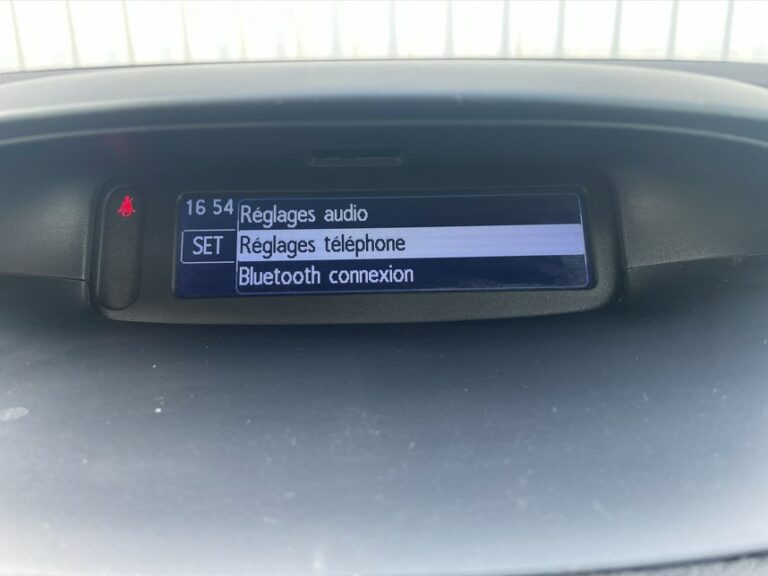 16 54
SET
Réglages audio
Réglages téléphone
Bluetooth connexion